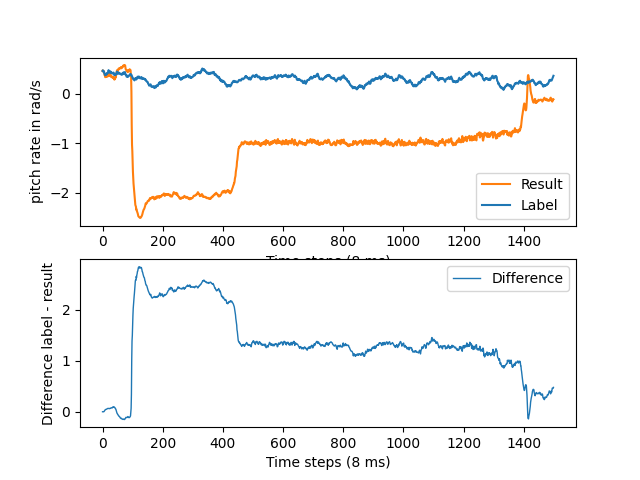 pitch rate in rad/s
0
−1
−2
Result
Label
0 200 400 600 800 1000 1200 1400
Time steps (8 ms)
Difference label - result
2
1
0
Difference
0 200 400 600 800 1000 1200 1400
Time steps (8 ms)